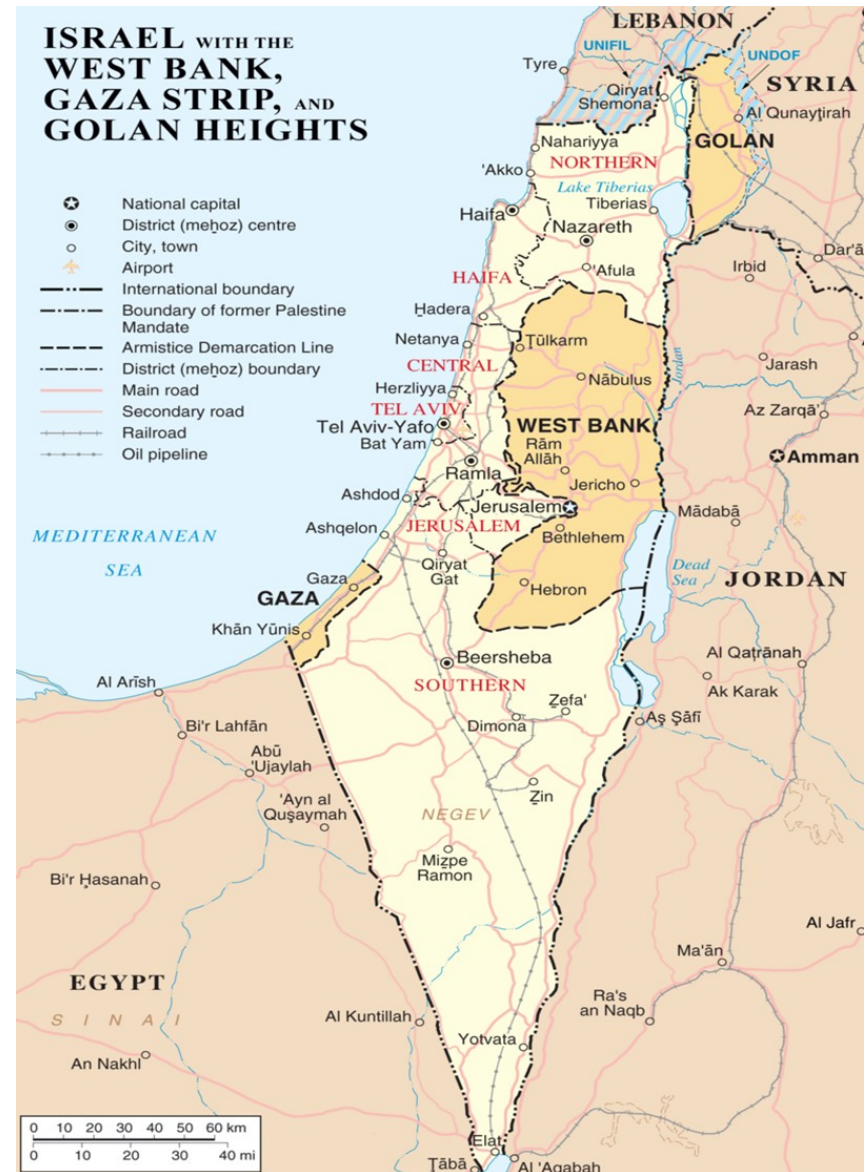 ISRAEL WITH THE
WEST BANK,
GAZA STRIP, AND
GOLAN HEIGHTS
National capital
District (meḥoz) centre
City, town
Airport
International boundary
Boundary of former Palestine
Mandate
Armistice Demarcation Line
District (meḥoz) boundary
Main road
Secondary road
Railroad
Oil pipeline
LEBANON
UNIFIL
UNDOF
Tyre
SYRIA
Qiryat
Shemona
Al Qunayţirah
GOLAN
Nahariyya
NORTHERN
'Akko
Lake Tiberias
Haifa
Tiberias
Nazareth
Dar'ā
'Afula
Irbid
HAIFA
Ḥadera
Netanya
Ţūlkarm
Jordan
Jarash
CENTRAL
Nābulus
Herzliyya
TEL AVIV
Az Zarqā'
Tel Aviv-Yafo
WEST BANK
Bat Yam
Rām
Allāh
Amman
Ramla
Jericho
Ashdod
Jerusalem
Mādabā
Ashqelon
JERUSALEM
Bethlehem
MEDITERRANEAN
SEA
Qiryat
Gat
Dead
Sea
Gaza
Hebron
JORDAN
GAZA
Khān Yūnis
Beersheba
Al Qaţrānah
Al Arīsh
SOUTHERN
Ak Karak
Ẕefa'
Bi'r Lahfān
Dimona
Aş Şāfī
Abū
'Ujaylah
Ẕin
'Ayn al
Quşaymah
NEGEV
Miẕpe
Ramon
Bi'r Ḩasanah
Al Jafr
Ma'ān
EGYPT
Ra's
an Naqb
SINAI
Al Kuntillah
Yotvata
An Nakhl
0 10 20 30 40 50 60 km
0 10 20 30 40 mi
Elat
Ţābā
Al 'Aqabah